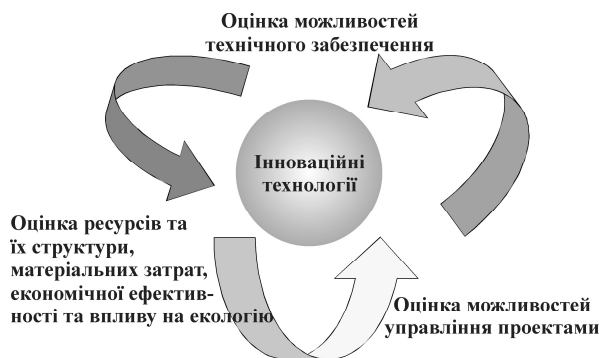 Оцінка можливостей
технічного забезпечення
Інноваційні
технології
Оцінка ресурсів та
їх структури,
матеріальних затрат,
економічної ефектив-
ності та впливу на екологію
Оцінка можливостей
управління проектами